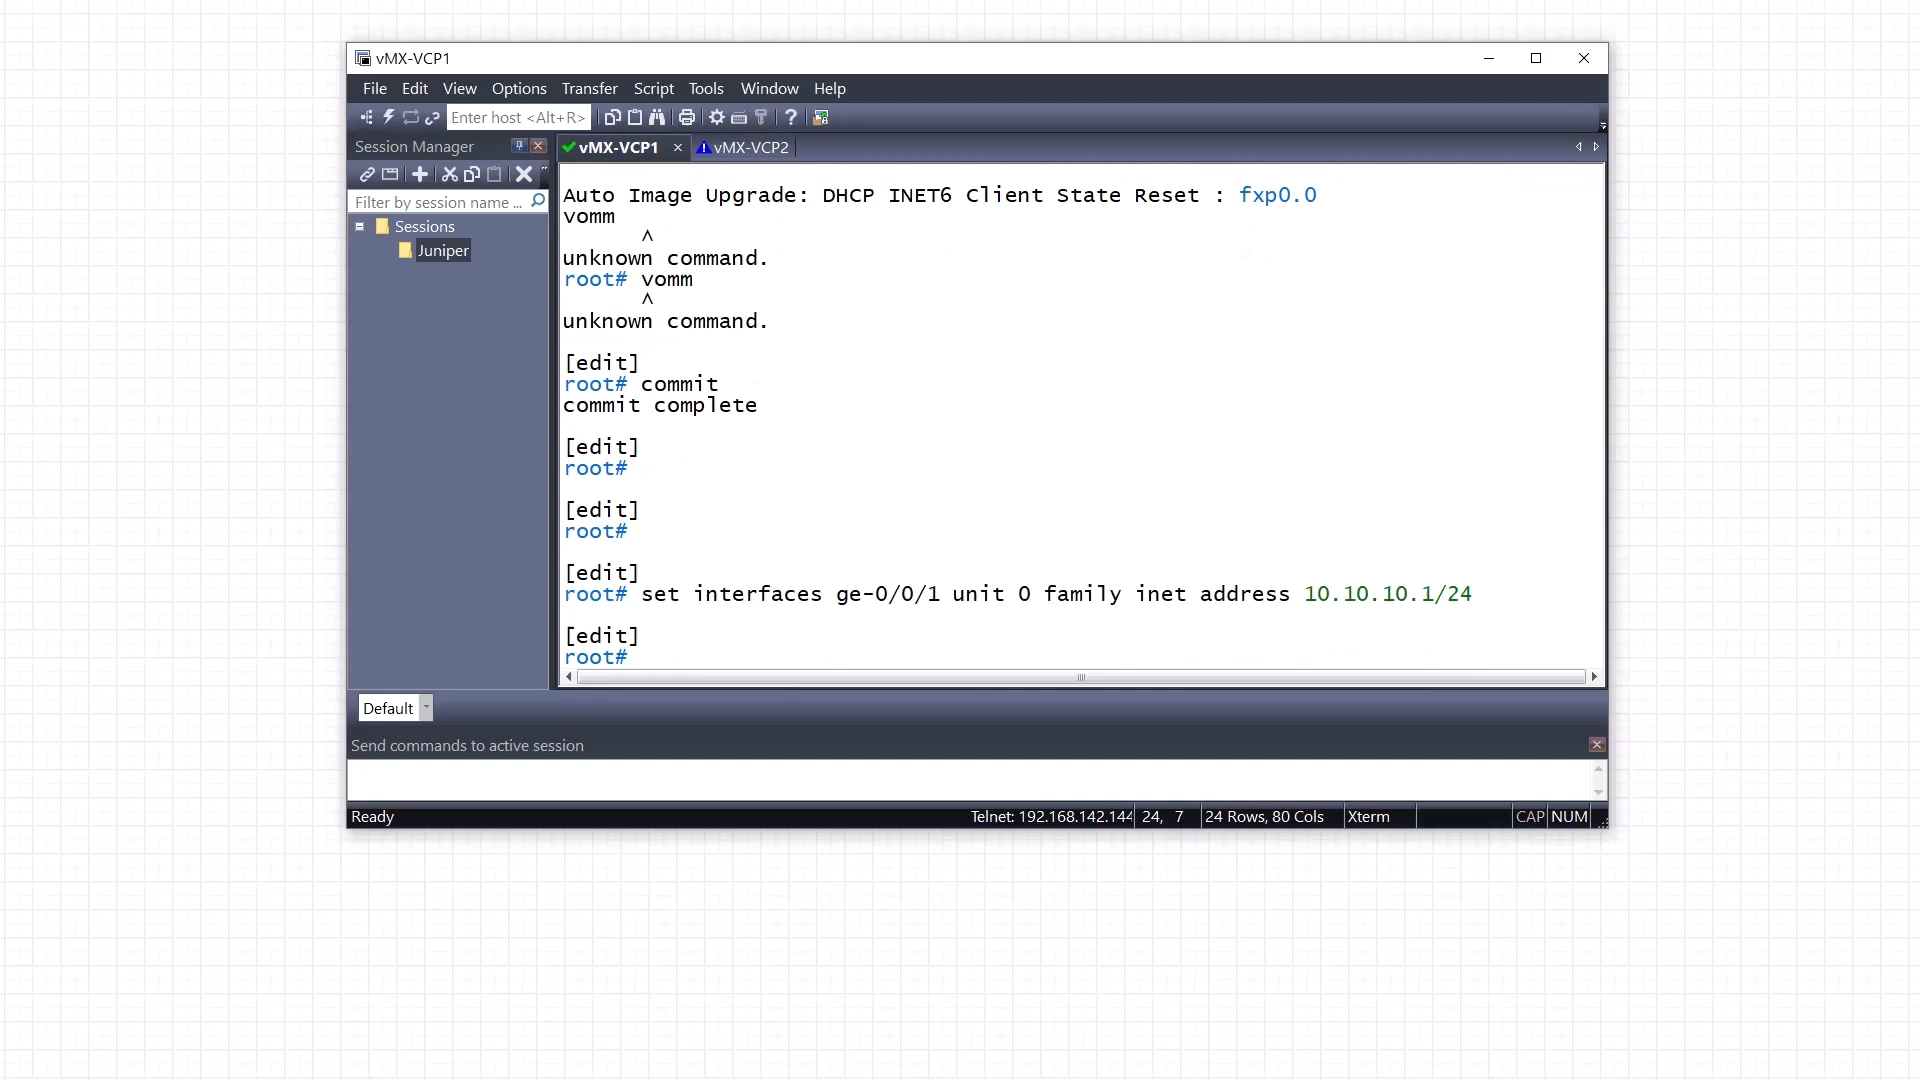 vMX-VCP1
File Edit View Options Transfer Script Tools Window Help
Enter host <Alt+R>
Session Manager
vMX-VCP1
vMX-VCP2
Filter by session name ...
Sessions
Juniper
Auto Image Upgrade: DHCP INET6 Client State Reset : fxp0.0
vomm
^
unknown command.
root# vomm
^
unknown command.
[edit]
root# commit
commit complete
[edit]
root#
[edit]
root#
[edit]
root# set interfaces ge-0/0/1 unit 0 family inet address 10.10.10.1/24
[edit]
root#
Default
Send commands to active session
Ready Telnet: 192.168.142.144 24, 7 24 Rows, 80 Cols Xterm CAP NUM